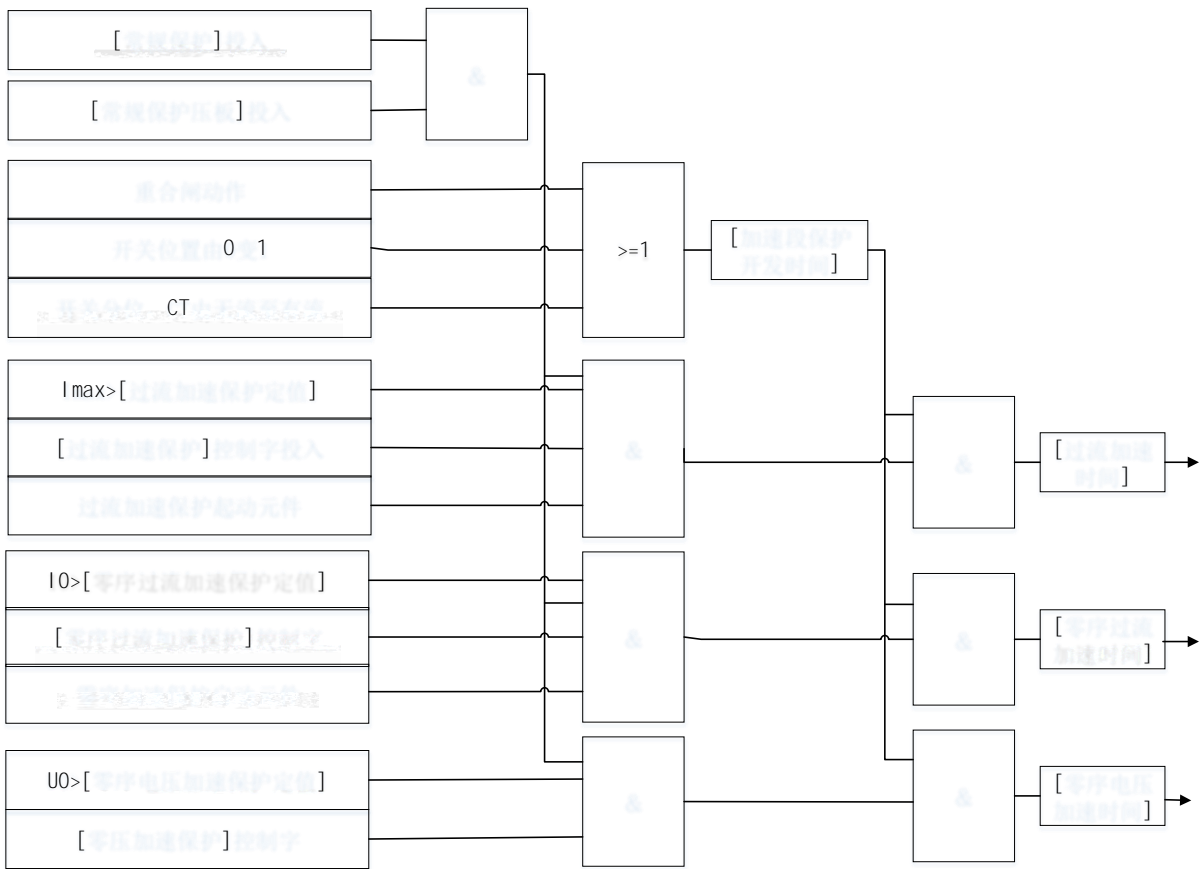 [常规保护]投入
[常规保护压板]投入
&
重合闸动作
开关位置由0变1
CT
>=1
[加速段保护
开发时间]
Imax>[过流加速保护定值]
[过流加速保护]控制字投入
过流加速保护起动元件
&
&
[过流加速
时间]
I0>[零序过流加速保护定值]
[零序过流加速保护]控制字
&
&
[零序过流
加速时间]
U0>[零序电压加速保护定值]
[零压加速保护]控制字
&
&
[零序电压
加速时间]